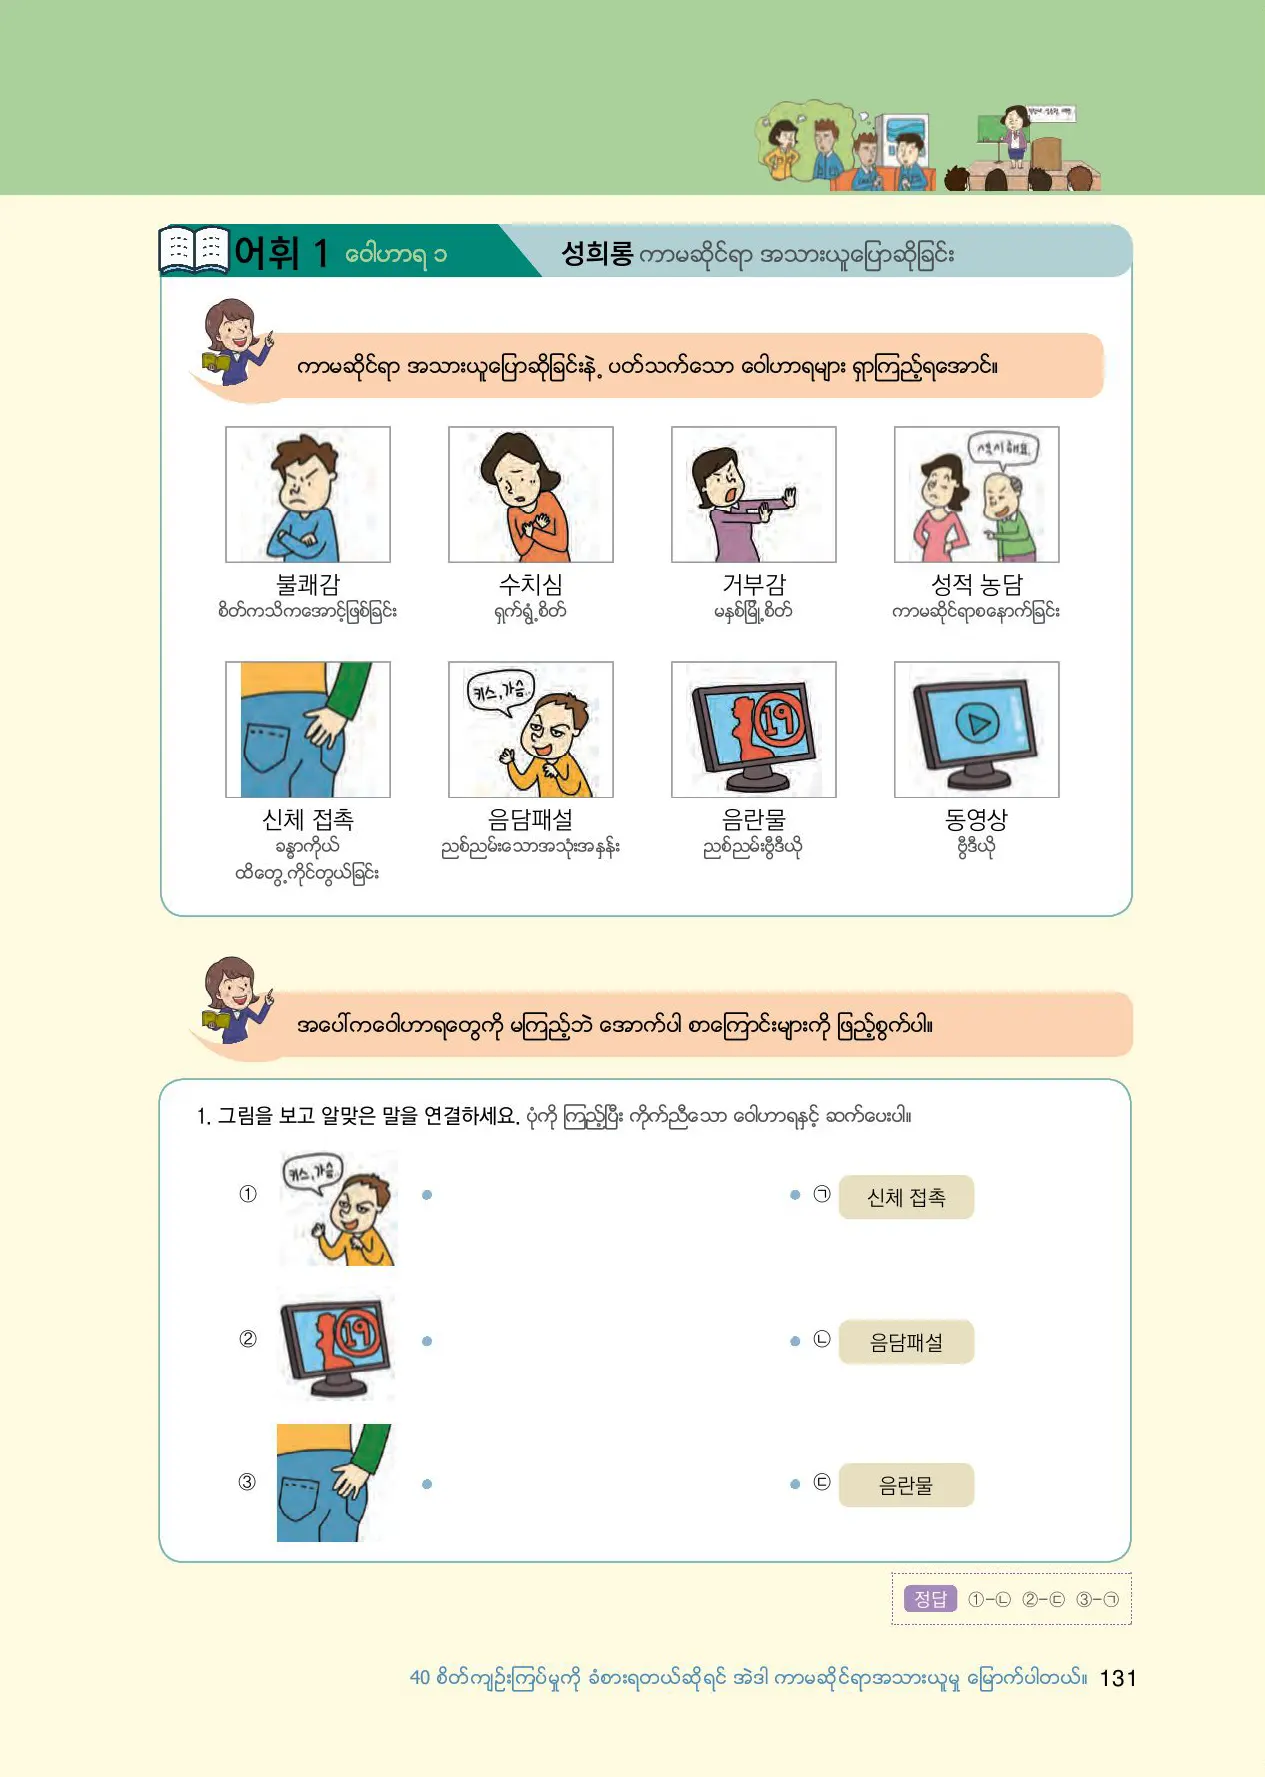 어휘 1 ဝေါဟာရ ၁
성희롱 ကာမဆိုင်ရာ အသားယူပြောဆိုခြင်း
ကာမဆိုင်ရာ အသားယူပြောဆိုခြင်းနဲ့ ပတ်သက်သော ဝေါဟာရများ ရှာကြည့်ရအောင်။
섹시해요.
불쾌감 수치심 거부감 성적 농담
စိတ်ကသိကအောင့်ဖြစ်ခြင်း ရှက်ရွံ့စိတ် မနှစ်မြို့စိတ် ကာမဆိုင်ရာစနောက်ခြင်း
키스, 가슴..
19
신체 접촉 음담패설 음란물 동영상
ခန္ဓာကိုယ် ညစ်ညမ်းသောအသုံးအနှုန်း ညစ်ညမ်းဗွီဒီယို ဗွီဒီယို
ထိတွေ့ကိုင်တွယ်ခြင်း
အပေါ်ကဝေါဟာရတွေကို မကြည့်ဘဲ အောက်ပါ စာကြောင်းများကို ဖြည့်စွက်ပါ။
1. 그림을 보고 알맞은 말을 연결하세요. ပုံကို ကြည့်ပြီး ကိုက်ညီသော ဝေါဟာရနှင့် ဆက်ပေးပါ။
키스, 가슴..
① ㉠ 신체 접촉
19
② ㉡ 음담패설
③ ㉢ 음란물
정답 ①-㉡ ②-㉢ ③-㉠
40 စိတ်ကျဉ်းကြပ်မှုကို ခံစားရတယ်ဆိုရင် အဲဒါ ကာမဆိုင်ရာအသားယူမှု မြောက်ပါတယ်။ 131